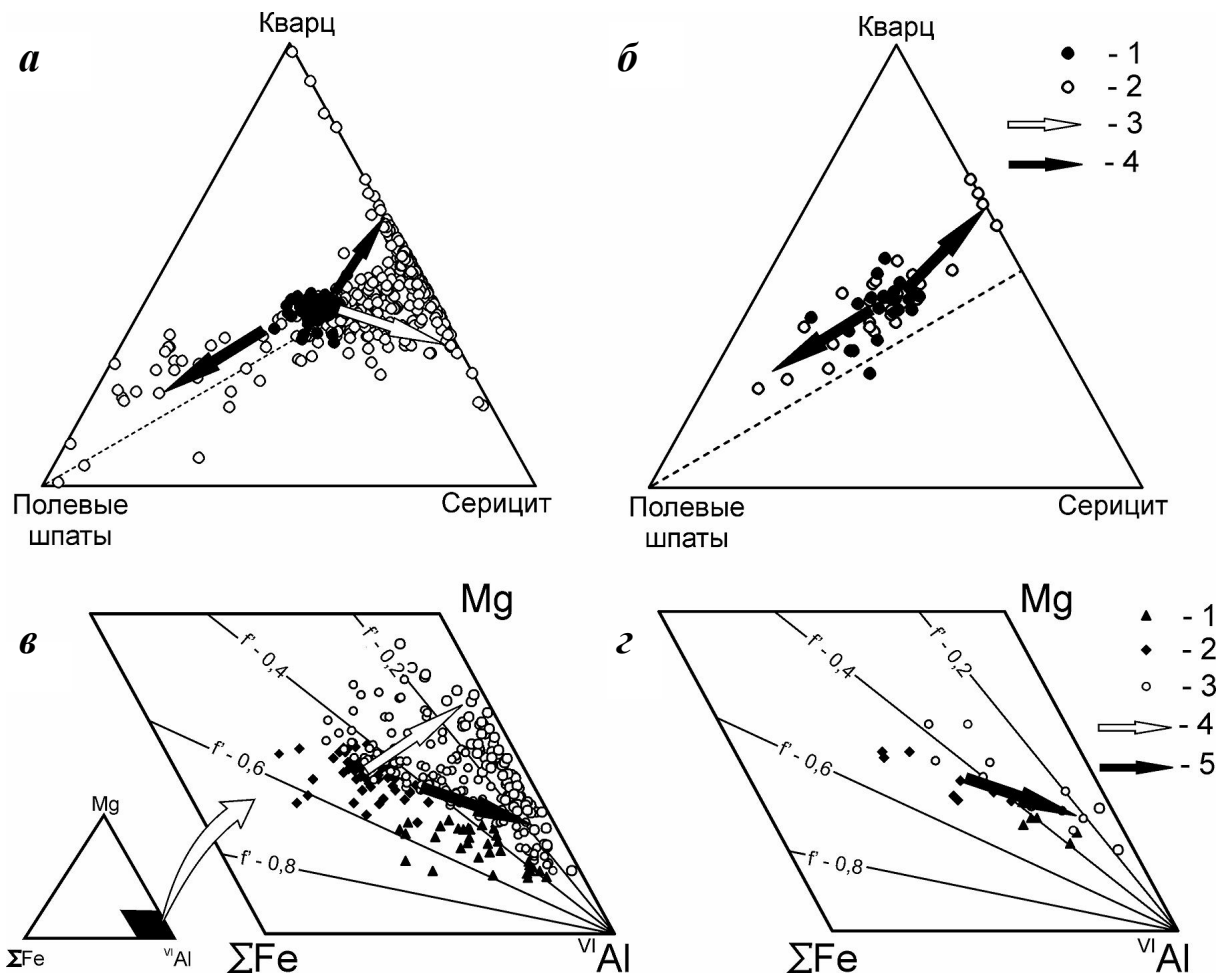 а
Кварц
Полевые
шпаты
Серицит
б
Кварц
- 1
- 2
- 3
- 4
Полевые
шпаты
Серицит
в
Mg
f' - 0,2
f' - 0,4
f' - 0,6
f' - 0,8
ΣFe
VIAl
Mg
ΣFe
VIAl
г
Mg
f' - 0,2
f' - 0,4
f' - 0,6
f' - 0,8
ΣFe
VIAl
- 1
- 2
- 3
- 4
- 5